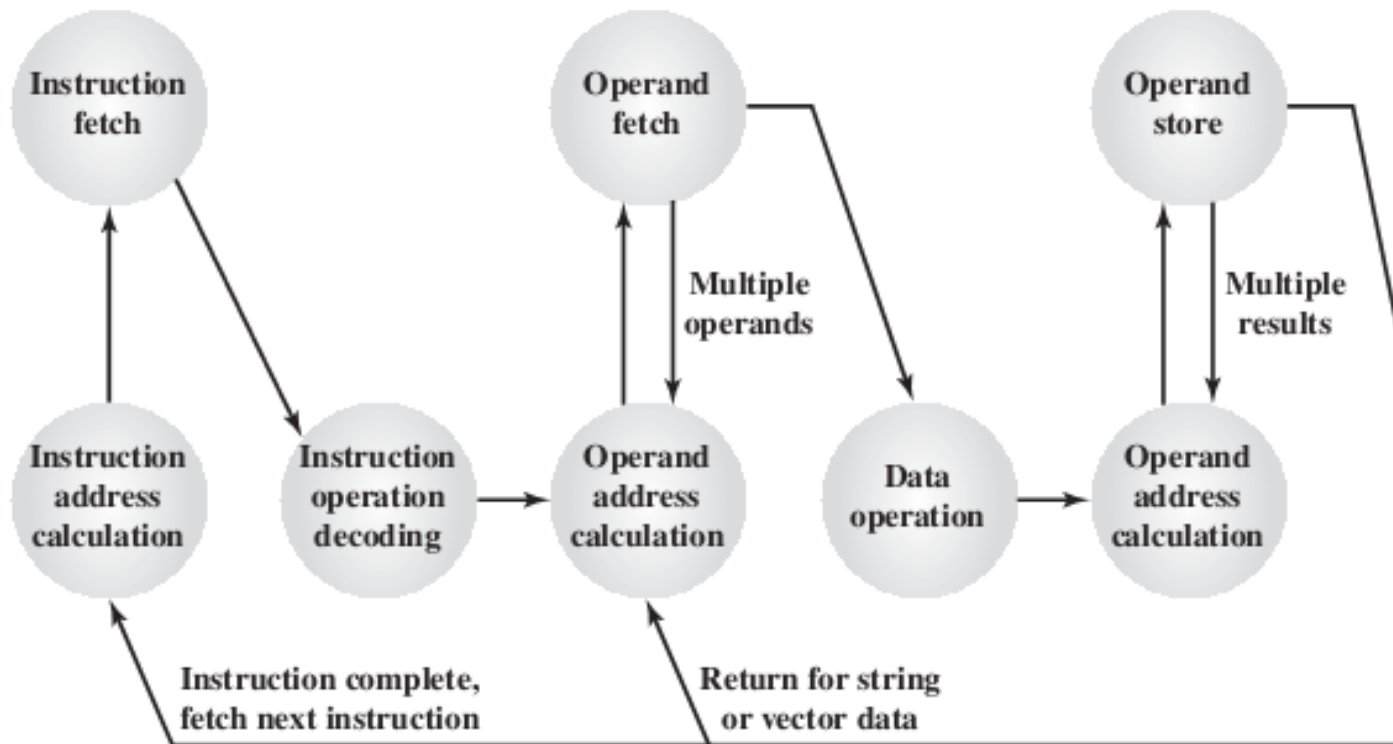 Instruction
fetch
Operand
fetch
Operand
store
Multiple
operands
Multiple
results
Instruction
address
calculation
Instruction
operation
decoding
Operand
address
calculation
Data
operation
Operand
address
calculation
Instruction complete,
fetch next instruction
Return for string
or vector data